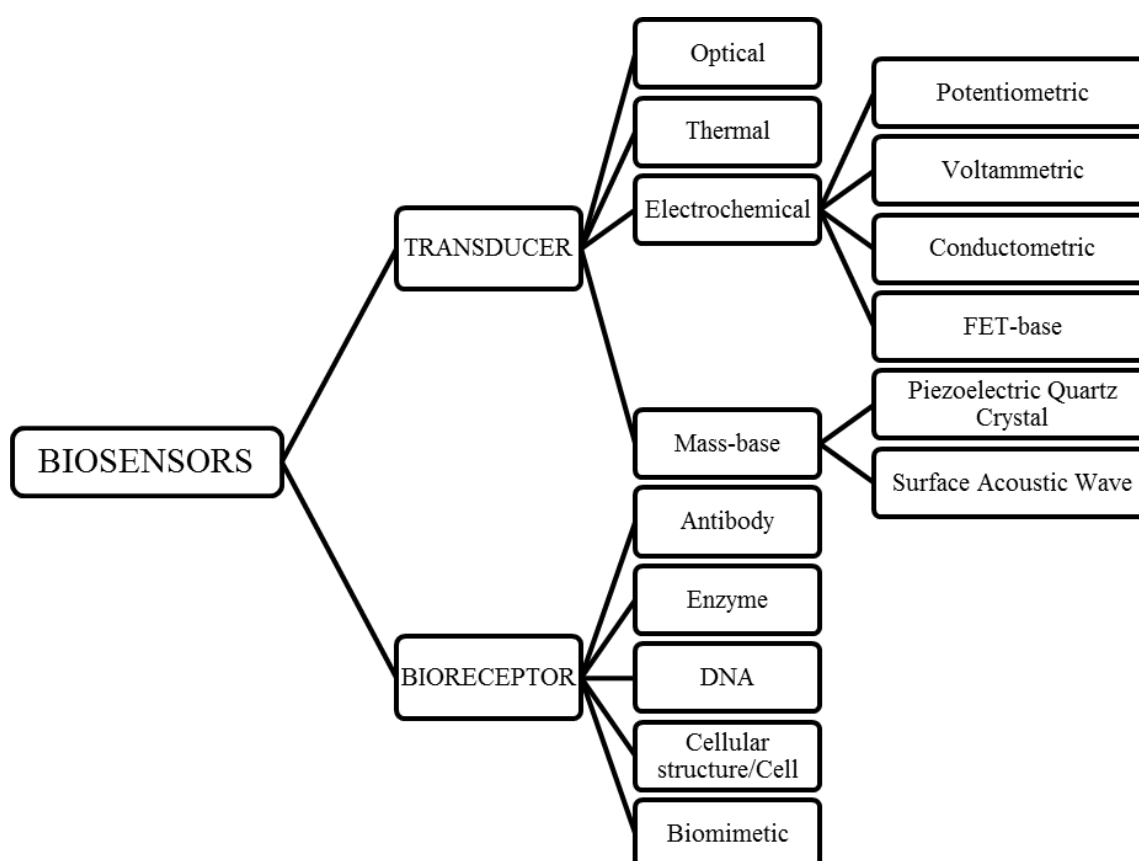 Optical
Potentiometric
Thermal
Voltammetric
Electrochemical
TRANSDUCER
Conductometric
FET-base
Piezoelectric Quartz
Crystal
Mass-base
BIOSENSORS
Surface Acoustic Wave
Antibody
Enzyme
BIORECEPTOR
DNA
Cellular
structure/Cell
Biomimetic